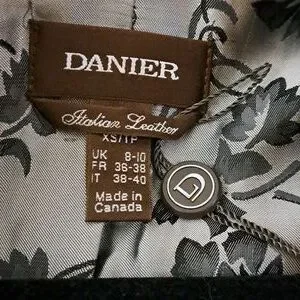 DANIER
Italian Leather
XS/TP
UK 8-10
FR 36-38
IT 38-40
Made in
Canada
D